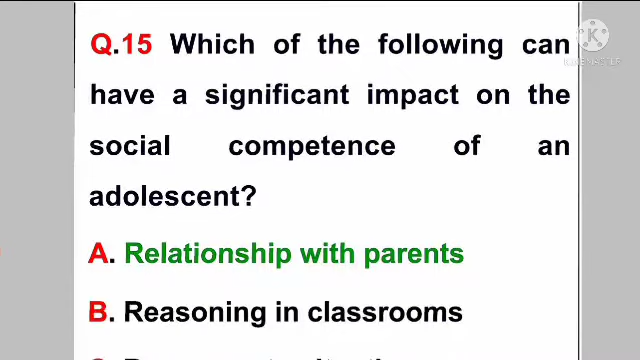 Q.15 Which of the following can
have a significant impact on the
social competence of an
adolescent?
A. Relationship with parents
B. Reasoning in classrooms